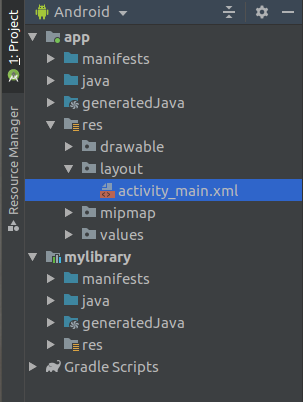 Android
1: Project
Resource Manager
app
manifests
java
generatedJava
res
drawable
layout
activity_main.xml
mipmap
values
mylibrary
manifests
java
generatedJava
res
Gradle Scripts